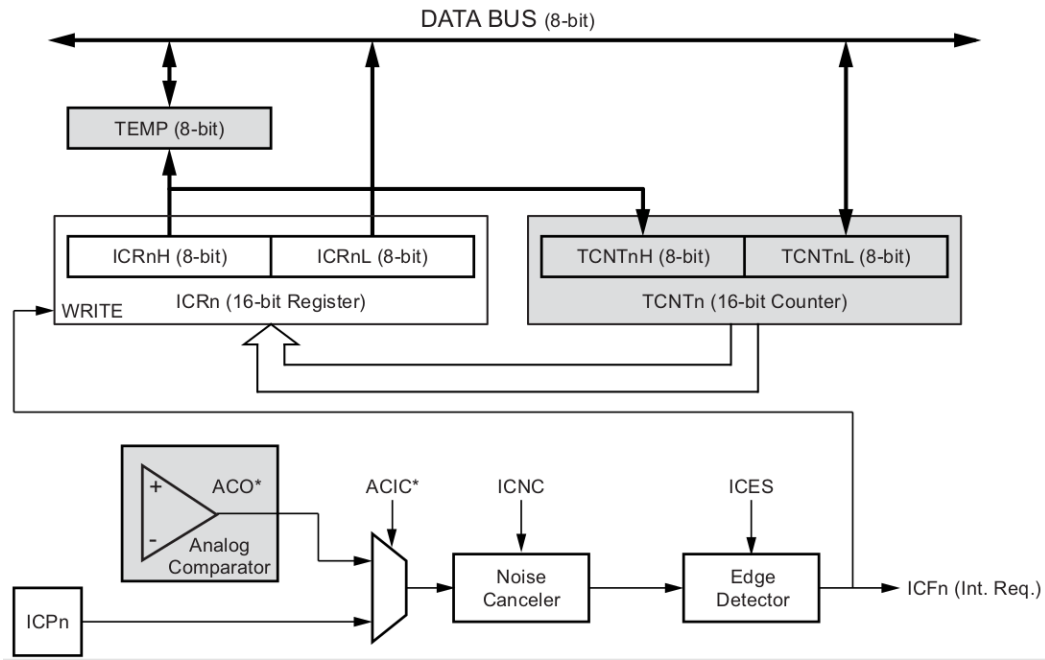 DATA BUS (8-bit)
TEMP (8-bit)
ICRnH (8-bit)
ICRnL (8-bit)
TCNTnH (8-bit)
TCNTnL (8-bit)
WRITE
ICRn (16-bit Register)
TCNTn (16-bit Counter)
+
-
ACO*
Analog
Comparator
ACIC*
ICNC
ICES
Noise
Canceler
Edge
Detector
ICFn (Int. Req.)
ICPn